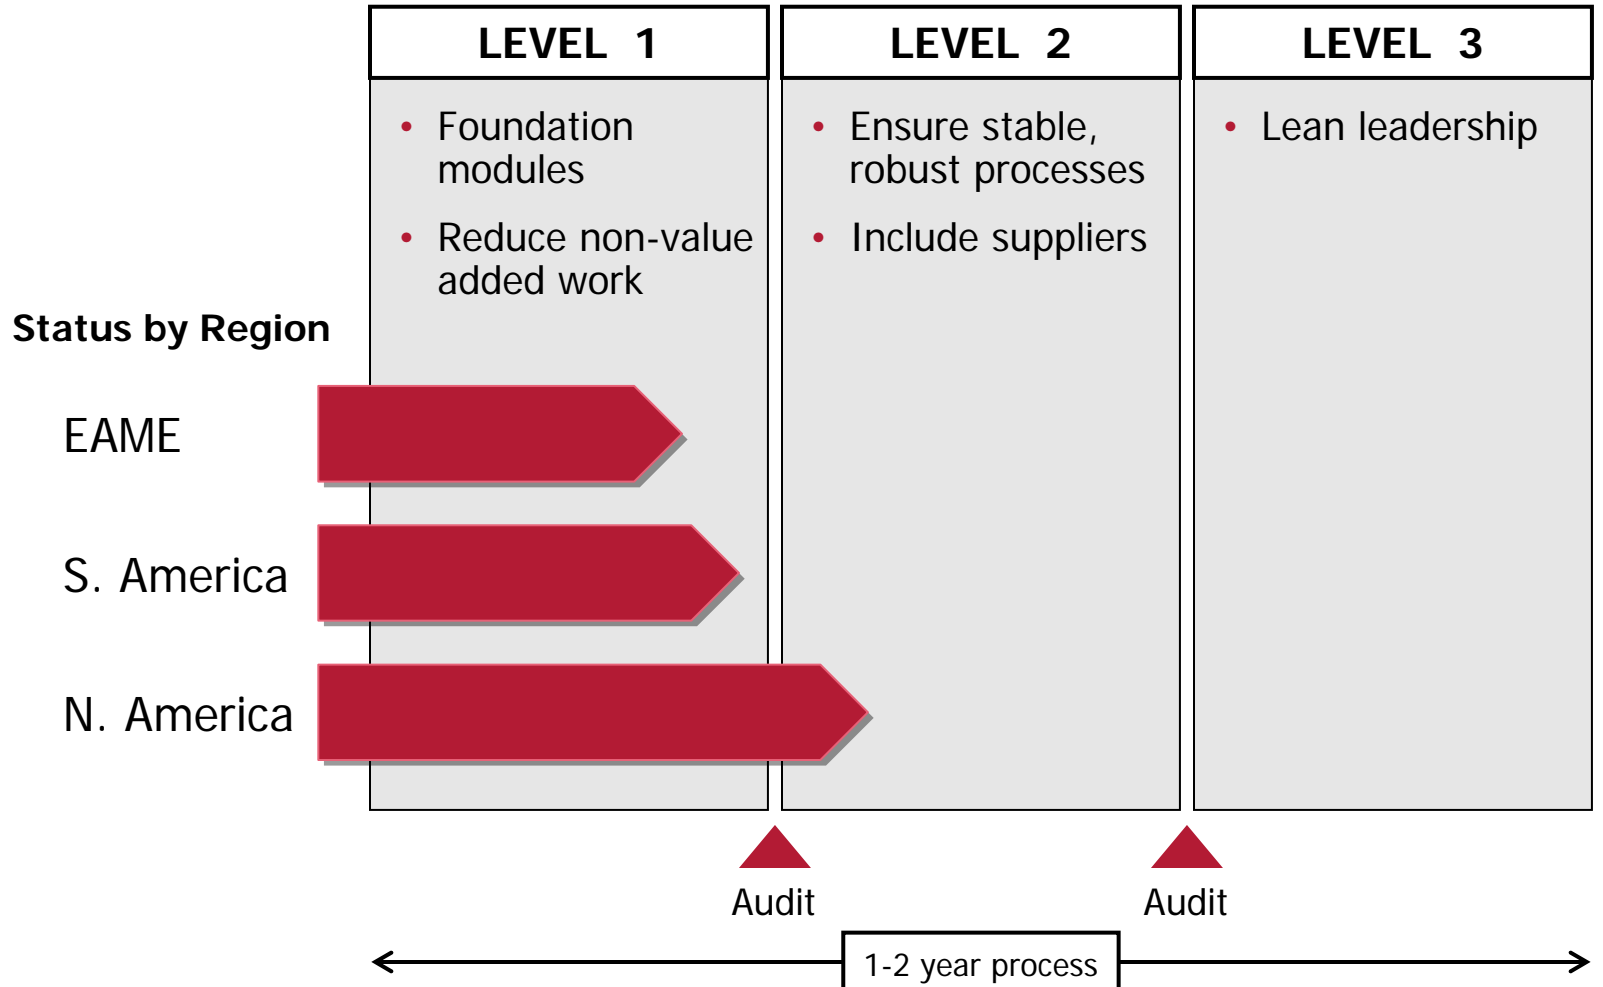 LEVEL 1
LEVEL 2
LEVEL 3
• Foundation
modules
• Reduce non-value
added work
• Ensure stable,
robust processes
• Include suppliers
• Lean leadership
Status by Region
EAME
S. America
N. America
Audit
Audit
1-2 year process